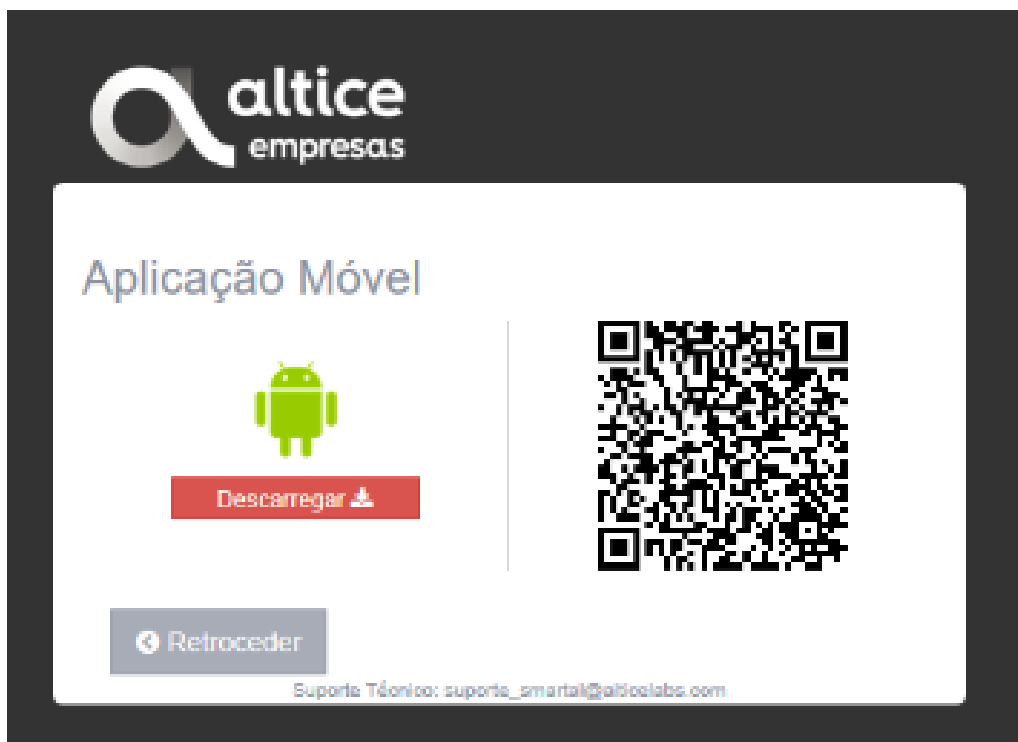 altice
empresas
Aplicação Móvel
Descarregar
Retroceder
Suporte Técnico: suporte_smartal@alticelabs.com